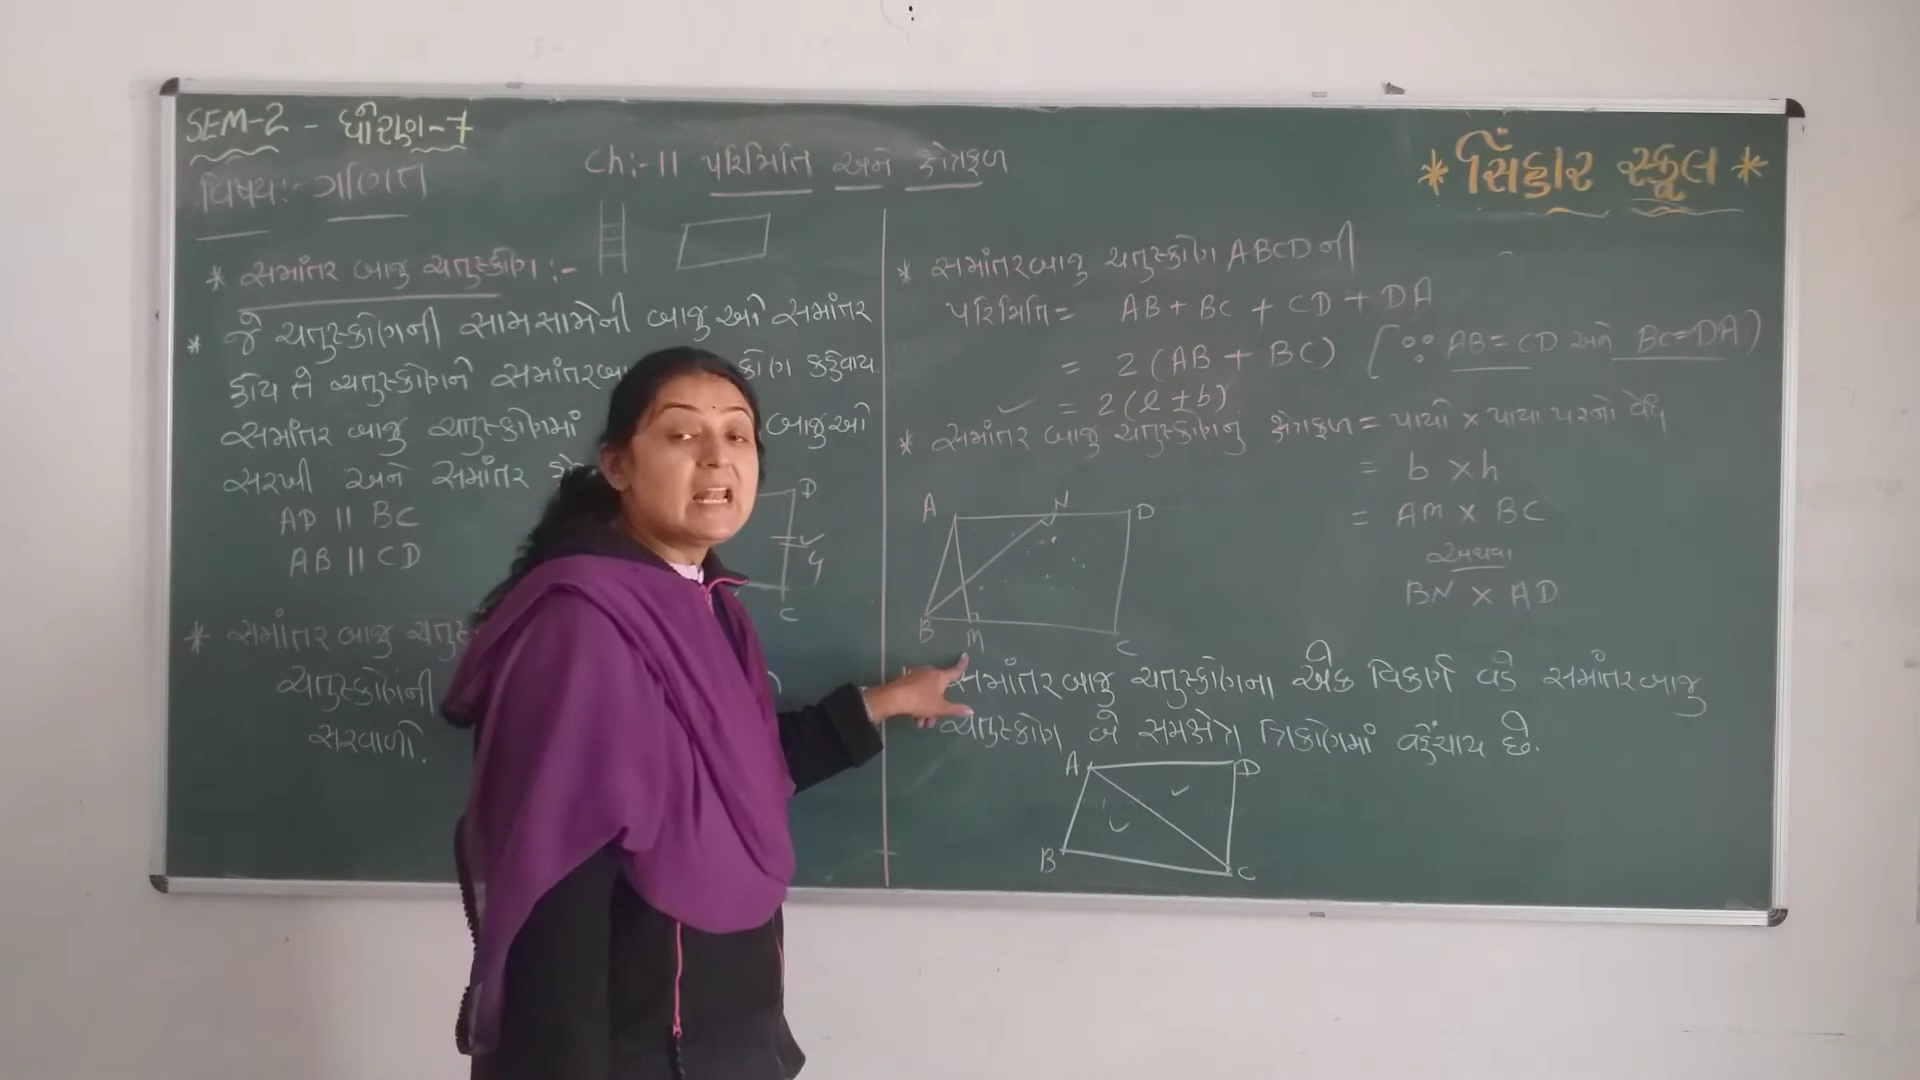 SEM-2 - ધોરણ-7
વિષય:- ગણિત
Ch:-11 પરિમિતિ અને ક્ષેત્રફળ
* સિંકાર સ્કૂલ *
* સમાંતર બાજુ ચતુષ્કોણ :-
* જે ચતુષ્કોણની સામસામેની બાજુઓ સમાંતર
હોય તે ચતુષ્કોણને સમાંતરબા કોણ કહેવાય
સમાંતર બાજુ ચતુષ્કોણમાં બાજુઓ
સરખી અને સમાંતર
AD || BC
AB || CD
D
C
* સમાંતર બાજુ ચતુષ્
ચતુષ્કોણની
સરવાળો.
* સમાંતરબાજુ ચતુષ્કોણ ABCD ની
પરિમિતિ = AB + BC + CD + DA
= 2 (AB + BC) [∵ AB = CD અને BC = DA)
= 2 (l + b)
* સમાંતર બાજુ ચતુષ્કોણનું ક્ષેત્રફળ = પાયો × પાયા પરનો વેધ
= b × h
= AM × BC
અથવા
BN × AD
A N D
B M C
સમાંતરબાજુ ચતુષ્કોણના એક વિકર્ણ વડે સમાંતરબાજુ
ચતુષ્કોણ બે સમક્ષેત્ર ત્રિકોણમાં વહેંચાય છે.
A D
B C